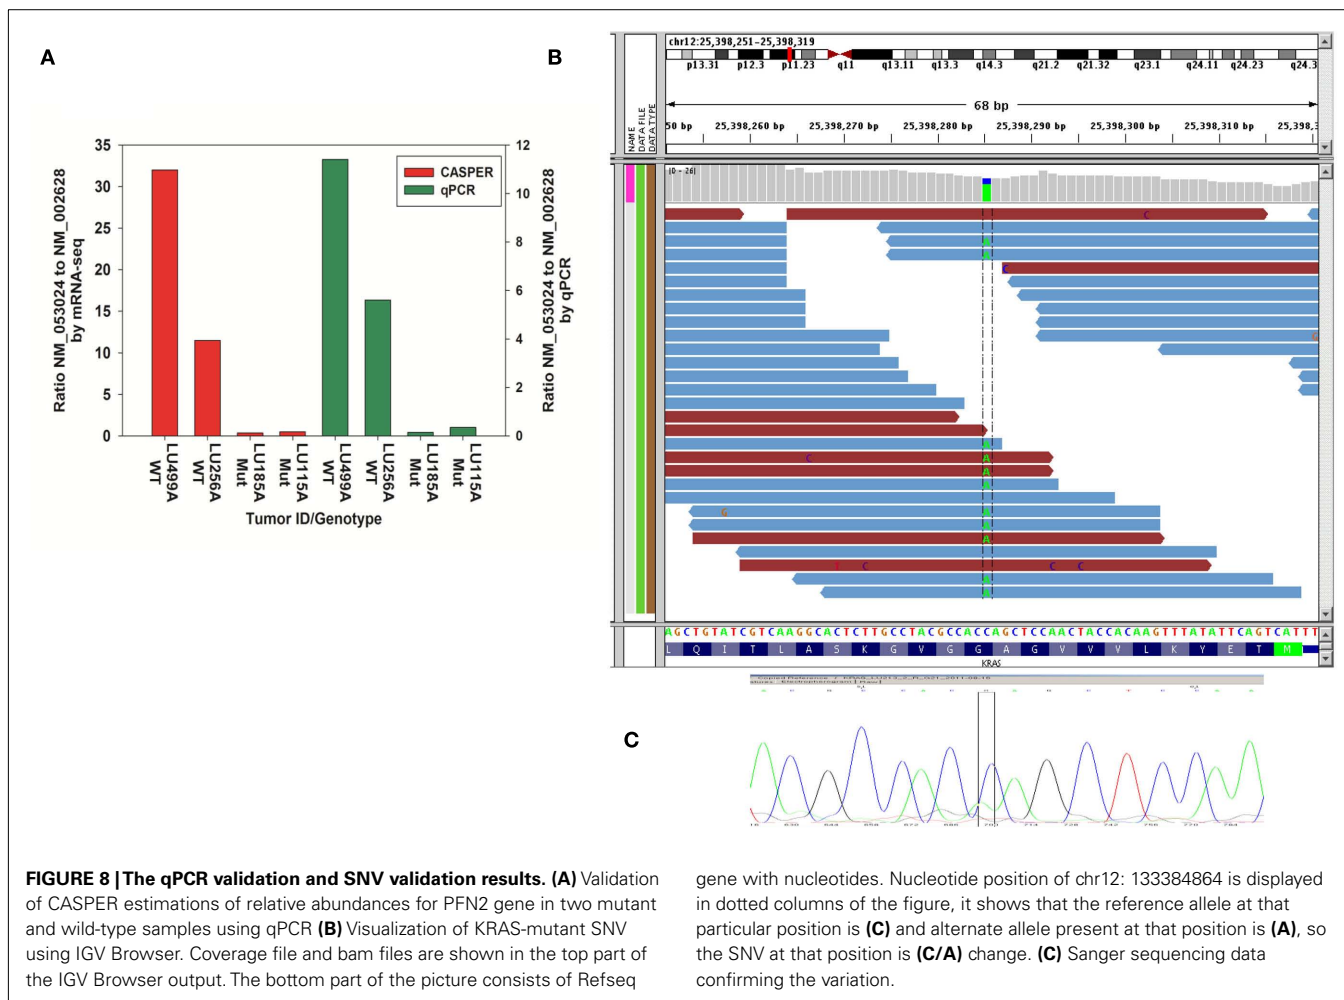 A
B
chr12:25,398,251-25,398,319
p13.31 p12.3 p11.23 q11 q13.11 q13.3 q14.3 q21.2 q21.32 q23.1 q24.11 q24.23 q24.3
68 bp
50 bp 25,398,260 bp 25,398,270 bp 25,398,280 bp 25,398,290 bp 25,398,300 bp 25,398,310 bp 25,398,3
NAME
DATA FILE
DATA TYPE
[0 - 26]
35
30
25
20
15
10
5
0
12
10
8
6
4
2
0
CASPER
qPCR
Ratio NM_053024 to NM_002628
by mRNA-seq
Ratio NM_053024 to NM_002628
by qPCR
LU499A
WT
LU256A
WT
LU185A
Mut
LU115A
Mut
LU499A
WT
LU256A
WT
LU185A
Mut
LU115A
Mut
Tumor ID/Genotype
C
A
A
C
G
A
C A
A
A
G A
A
A
T C C C
A
A
AGCTGTATCGTCAAGGCACTCTTGCCTACGCCACCAGCTCCAACTACCACAAGTTTATATTCAGTCATTT
L Q I T L A S K G V G G A G V V V L K Y E T M
KRAS
C
FIGURE 8 | The qPCR validation and SNV validation results. (A) Validation
of CASPER estimations of relative abundances for PFN2 gene in two mutant
and wild-type samples using qPCR (B) Visualization of KRAS-mutant SNV
using IGV Browser. Coverage file and bam files are shown in the top part of
the IGV Browser output. The bottom part of the picture consists of Refseq
gene with nucleotides. Nucleotide position of chr12: 133384864 is displayed
in dotted columns of the figure, it shows that the reference allele at that
particular position is (C) and alternate allele present at that position is (A), so
the SNV at that position is (C/A) change. (C) Sanger sequencing data
confirming the variation.